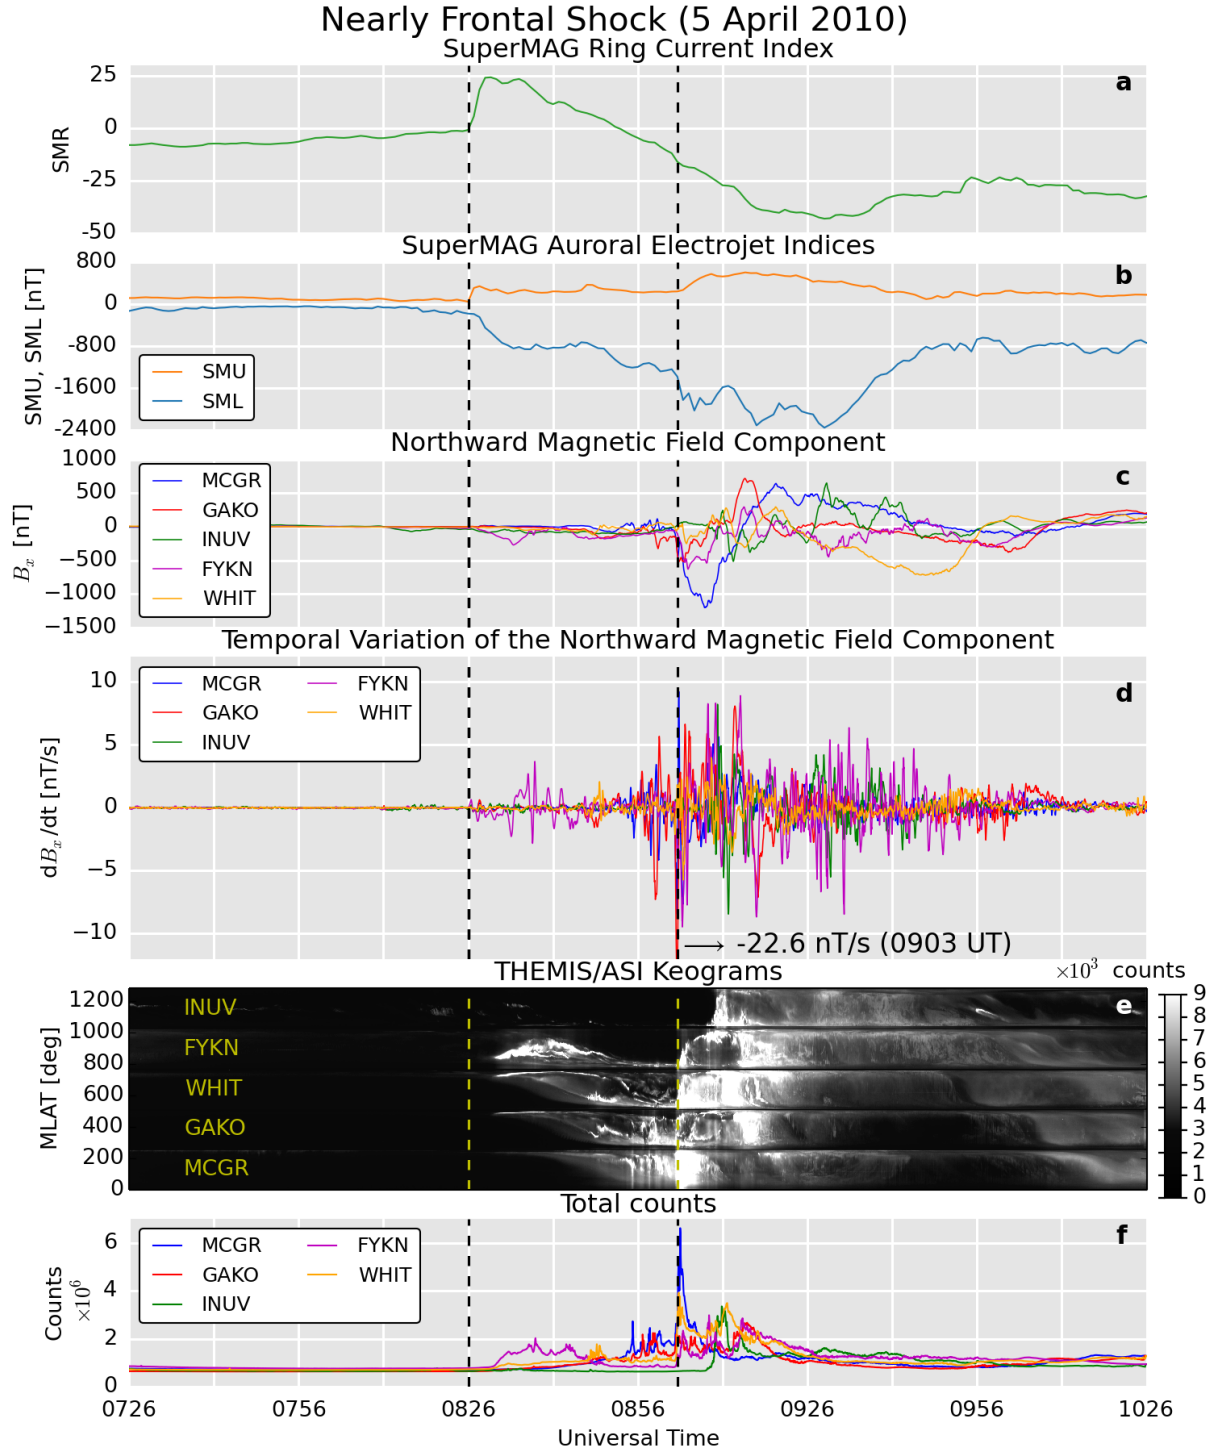 Nearly Frontal Shock (5 April 2010)
SuperMAG Ring Current Index
a
25
0
-25
-50
SMR
SuperMAG Auroral Electrojet Indices
b
800
0
-800
-1600
-2400
SMU, SML [nT]
SMU
SML
Northward Magnetic Field Component
c
1000
500
0
−500
−1000
−1500
Bx [nT]
MCGR
GAKO
INUV
FYKN
WHIT
Temporal Variation of the Northward Magnetic Field Component
d
10
5
0
−5
−10
dBx/dt [nT/s]
MCGR
GAKO
INUV
FYKN
WHIT
⟶ -22.6 nT/s (0903 UT)
THEMIS/ASI Keograms
×10³ counts
e
1200
1000
800
600
400
200
0
MLAT [deg]
INUV
FYKN
WHIT
GAKO
MCGR
9
8
7
6
5
4
3
2
1
0
Total counts
f
6
4
2
0
Counts
×10⁶
MCGR
GAKO
INUV
FYKN
WHIT
0726 0756 0826 0856 0926 0956 1026
Universal Time